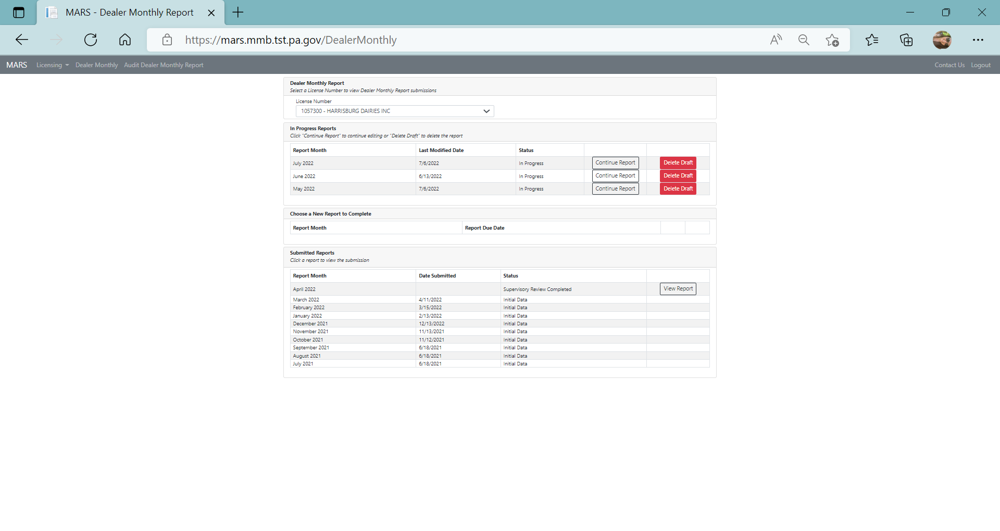 MARS - Dealer Monthly Report
https://mars.mmb.tst.pa.gov/DealerMonthly
MARS Licensing Dealer Monthly Audit Dealer Monthly Report Contact Us Logout
Dealer Monthly Report
Select a License Number to view Dealer Monthly Report submissions
License Number
1057300 - HARRISBURG DAIRIES INC
In Progress Reports
Click "Continue Report" to continue editing or "Delete Draft" to delete the report
Report Month Last Modified Date Status
July 2022 7/6/2022 In Progress Continue Report Delete Draft
June 2022 6/13/2022 In Progress Continue Report Delete Draft
May 2022 7/6/2022 In Progress Continue Report Delete Draft
Choose a New Report to Complete
Report Month Report Due Date
Submitted Reports
Click a report to view the submission
Report Month Date Submitted Status
April 2022 Supervisory Review Completed View Report
March 2022 4/11/2022 Initial Data
February 2022 3/15/2022 Initial Data
January 2022 2/13/2022 Initial Data
December 2021 12/13/2022 Initial Data
November 2021 11/13/2021 Initial Data
October 2021 11/12/2021 Initial Data
September 2021 6/18/2021 Initial Data
August 2021 6/18/2021 Initial Data
July 2021 6/18/2021 Initial Data